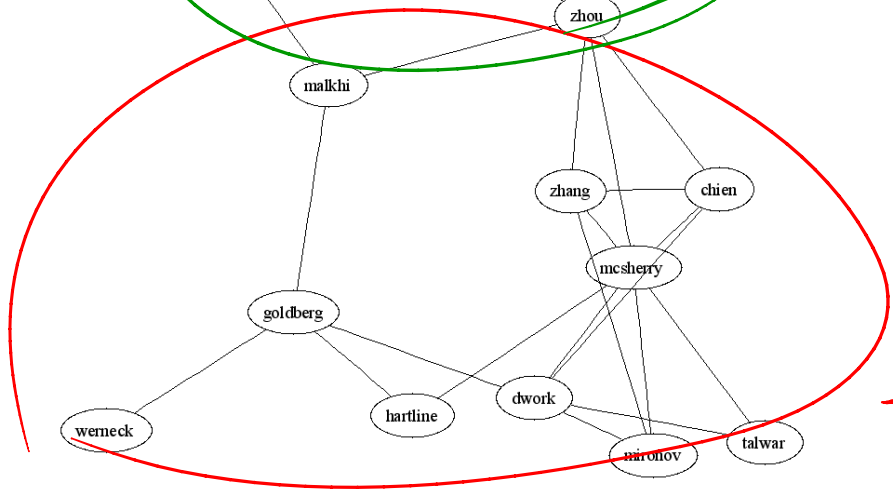 zhou
malkhi
zhang
chien
mcsherry
goldberg
dwork
hartline
werneck
talwar
mironov